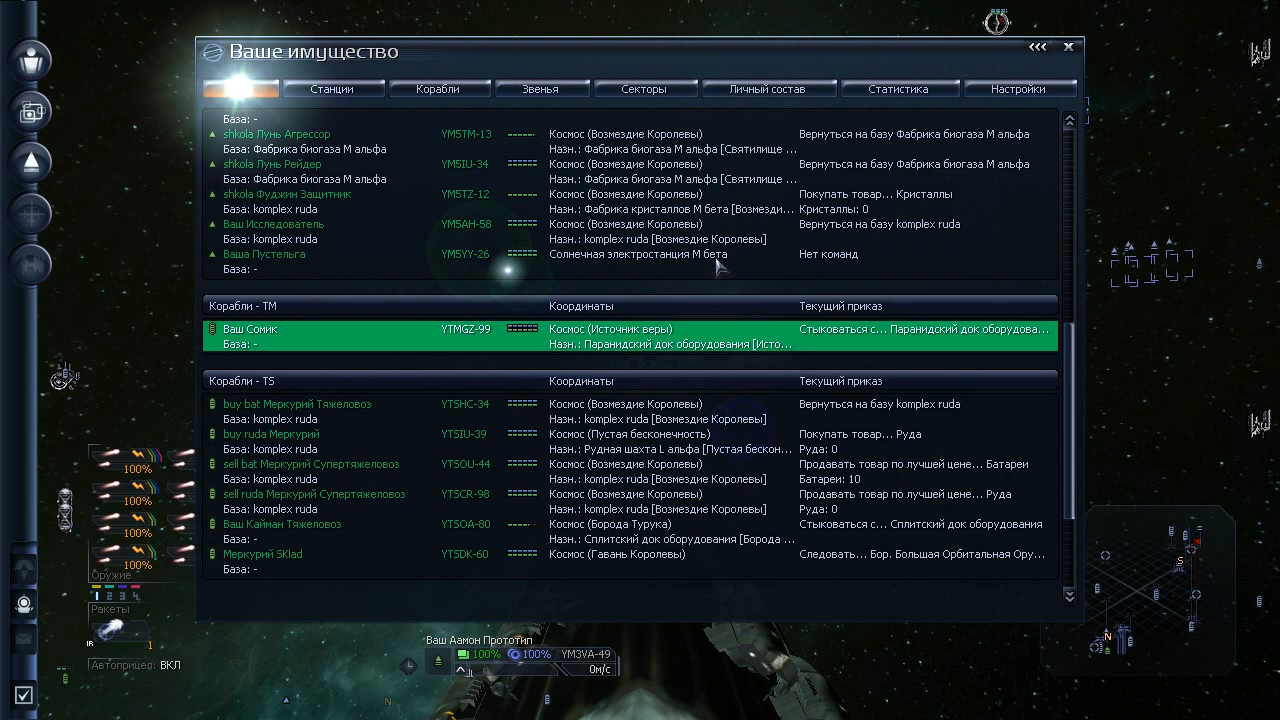 Ваше имущество
Станции Корабли Звенья Секторы Личный состав Статистика Настройки
База: -
shkola Лунь Агрессор YM5TM-13 Космос (Возмездие Королевы) Вернуться на базу Фабрика биогаза М альфа
База: Фабрика биогаза М альфа Назн.: Фабрика биогаза М альфа [Святилище ...
shkola Лунь Рейдер YM5IU-34 Космос (Возмездие Королевы) Вернуться на базу Фабрика биогаза М альфа
База: Фабрика биогаза М альфа Назн.: Фабрика биогаза М альфа [Святилище ...
shkola Фуджин Защитник YM5TZ-12 Космос (Возмездие Королевы) Покупать товар... Кристаллы
База: komplex ruda Назн.: Фабрика кристаллов М бета [Возмезди... Кристаллы: 0
Ваш Исследователь YM5AH-58 Космос (Возмездие Королевы) Вернуться на базу komplex ruda
База: komplex ruda Назн.: komplex ruda [Возмездие Королевы]
Ваша Пустельга YM5YY-26 Солнечная электростанция М бета Нет команд
База: -
Корабли - TM Координаты Текущий приказ
Ваш Сомик YTMGZ-99 Космос (Источник веры) Стыковаться с... Паранидский док оборудова...
База: - Назн.: Паранидский док оборудования [Исто...
Корабли - TS Координаты Текущий приказ
buy bat Меркурий Тяжеловоз YTSHC-34 Космос (Возмездие Королевы) Вернуться на базу komplex ruda
База: komplex ruda Назн.: komplex ruda [Возмездие Королевы]
buy ruda Меркурий YTSIU-39 Космос (Пустая бесконечность) Покупать товар... Руда
База: komplex ruda Назн.: Рудная шахта L альфа [Пустая бескон... Руда: 0
sell bat Меркурий Супертяжеловоз YTSOU-44 Космос (Возмездие Королевы) Продавать товар по лучшей цене... Батареи
База: komplex ruda Назн.: komplex ruda [Возмездие Королевы] Батареи: 10
sell ruda Меркурий Супертяжеловоз YTSCR-98 Космос (Возмездие Королевы) Продавать товар по лучшей цене... Руда
База: komplex ruda Назн.: komplex ruda [Возмездие Королевы] Руда: 0
Ваш Кайман Тяжеловоз YTSOA-80 Космос (Борода Турука) Стыковаться с... Сплитский док оборудования
База: - Назн.: Сплитский док оборудования [Борода ...
Меркурий SKlad YTSDK-60 Космос (Гавань Королевы) Следовать... Бор. Большая Орбитальная Ору...
База: -
100%
100%
100%
100%
Оружие
1 2 3 4
Ракеты
IR 1
Автоприцел: ВКЛ
Ваш Аамон Прототип
100% 100% YM3VA-49
0м/с
S
N
N